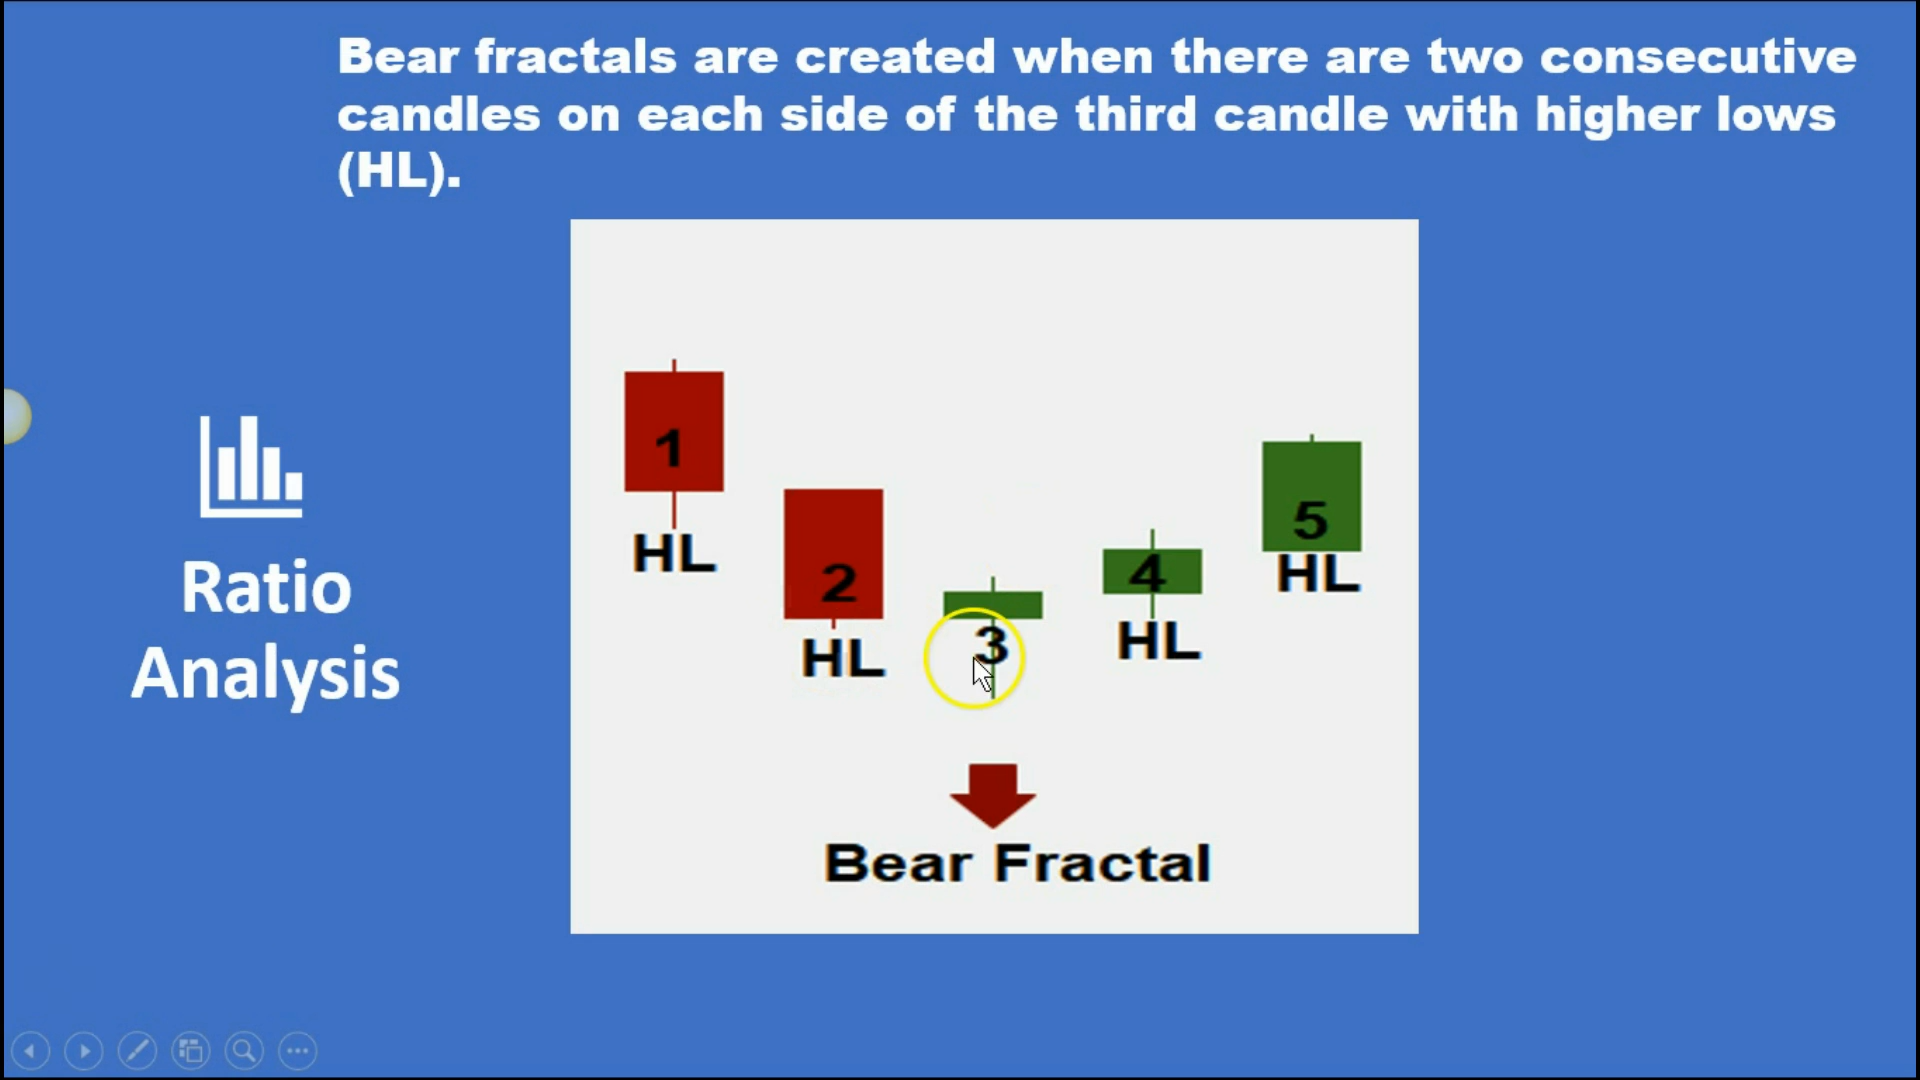 Bear fractals are created when there are two consecutive
candles on each side of the third candle with higher lows
(HL).
1
HL
2
HL
3
4
HL
5
HL
Bear Fractal
Ratio
Analysis